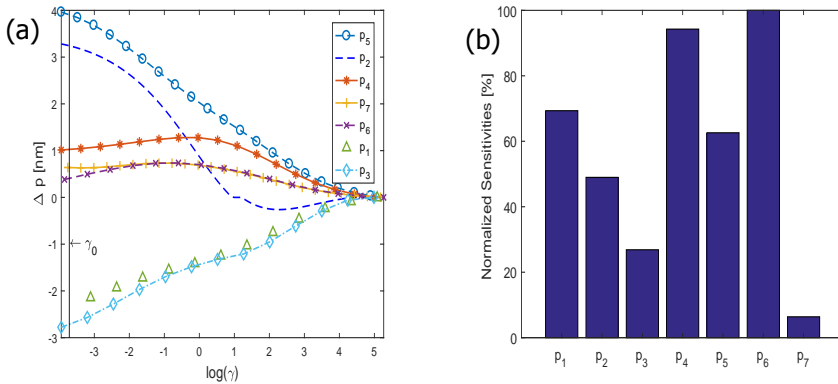 (a)
4
3
2
1
0
-1
-2
-3
Δ p [nm]
← γ0
p5
p2
p4
p7
p6
p1
p3
-3 -2 -1 0 1 2 3 4 5
log(γ)
(b)
100
80
60
40
20
0
Normalized Sensitivities [%]
p1 p2 p3 p4 p5 p6 p7